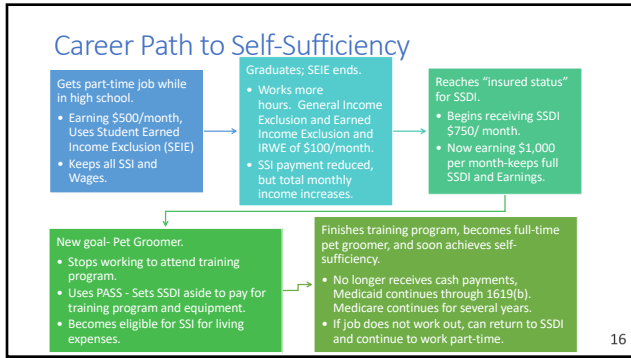 Career Path to Self-Sufficiency
Gets part-time job while
in high school.
• Earning $500/month,
Uses Student Earned
Income Exclusion (SEIE)
• Keeps all SSI and
Wages.
Graduates; SEIE ends.
• Works more
hours. General Income
Exclusion and Earned
Income Exclusion and
IRWE of $100/month.
• SSI payment reduced,
but total monthly
income increases.
Reaches “insured status”
for SSDI.
• Begins receiving SSDI
$750/ month.
• Now earning $1,000
per month-keeps full
SSDI and Earnings.
New goal- Pet Groomer.
• Stops working to attend training
program.
• Uses PASS - Sets SSDI aside to pay for
training program and equipment.
• Becomes eligible for SSI for living
expenses.
Finishes training program, becomes full-time
pet groomer, and soon achieves self-
sufficiency.
• No longer receives cash payments,
Medicaid continues through 1619(b).
Medicare continues for several years.
• If job does not work out, can return to SSDI
and continue to work part-time.
16